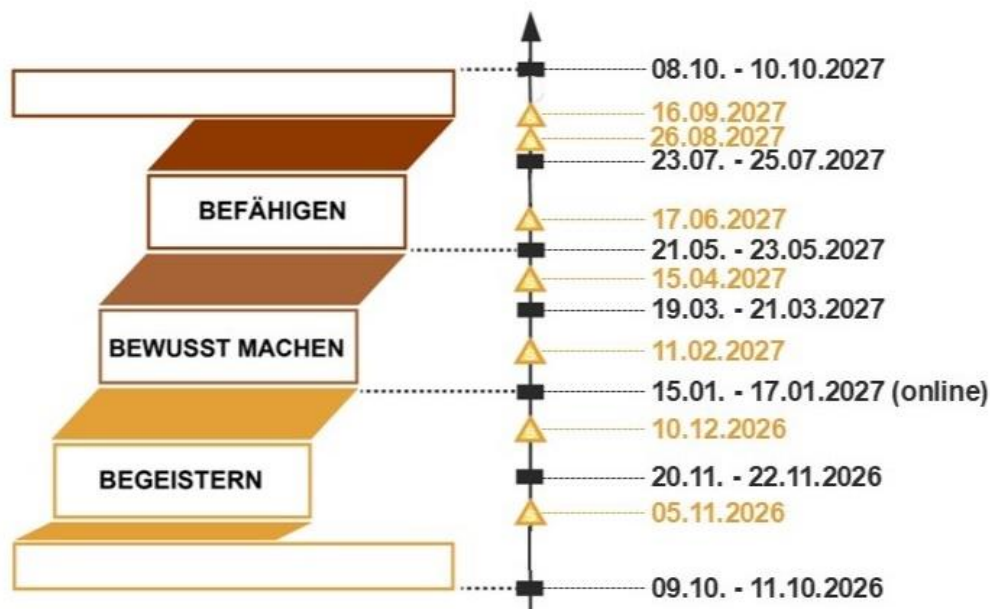 08.10. - 10.10.2027
16.09.2027
26.08.2027
23.07. - 25.07.2027
BEFÄHIGEN
17.06.2027
21.05. - 23.05.2027
15.04.2027
19.03. - 21.03.2027
BEWUSST MACHEN
11.02.2027
15.01. - 17.01.2027 (online)
10.12.2026
BEGEISTERN
20.11. - 22.11.2026
05.11.2026
09.10. - 11.10.2026